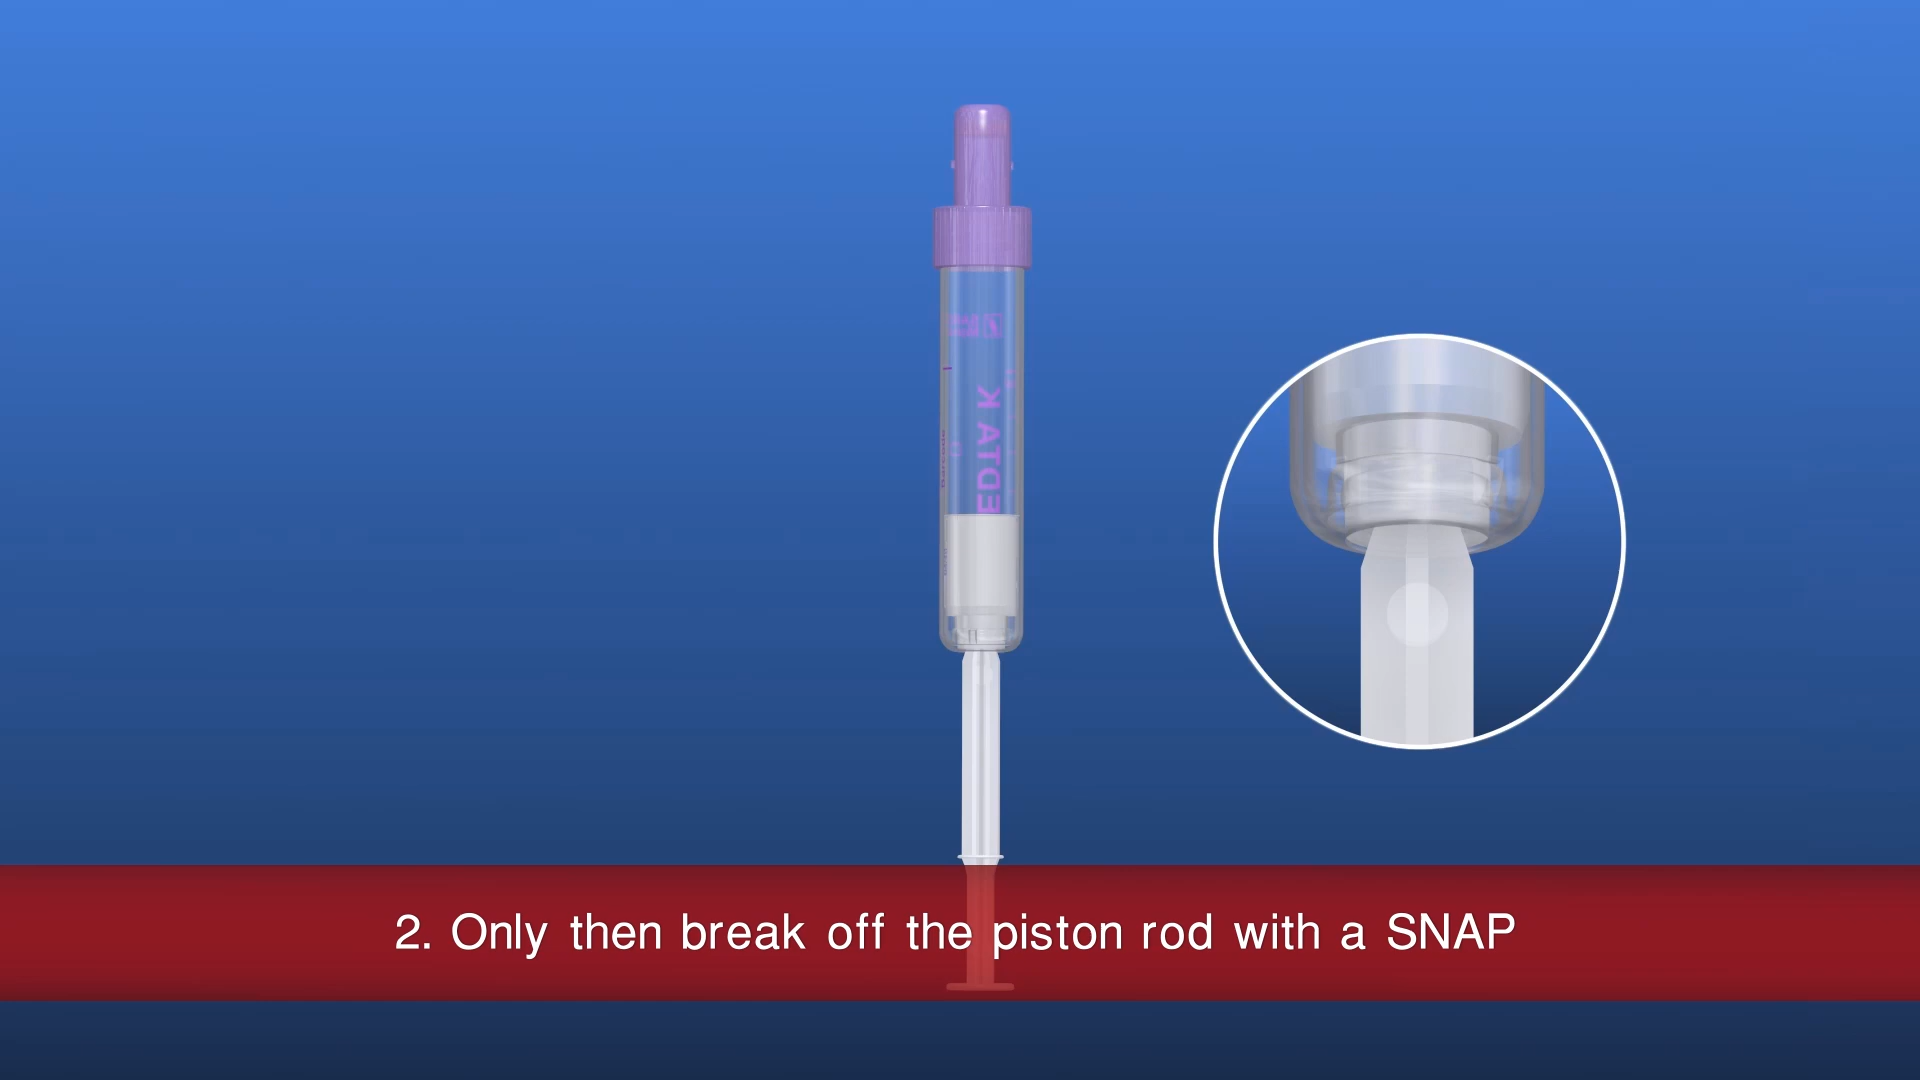 EDTA K
2. Only then break off the piston rod with a SNAP